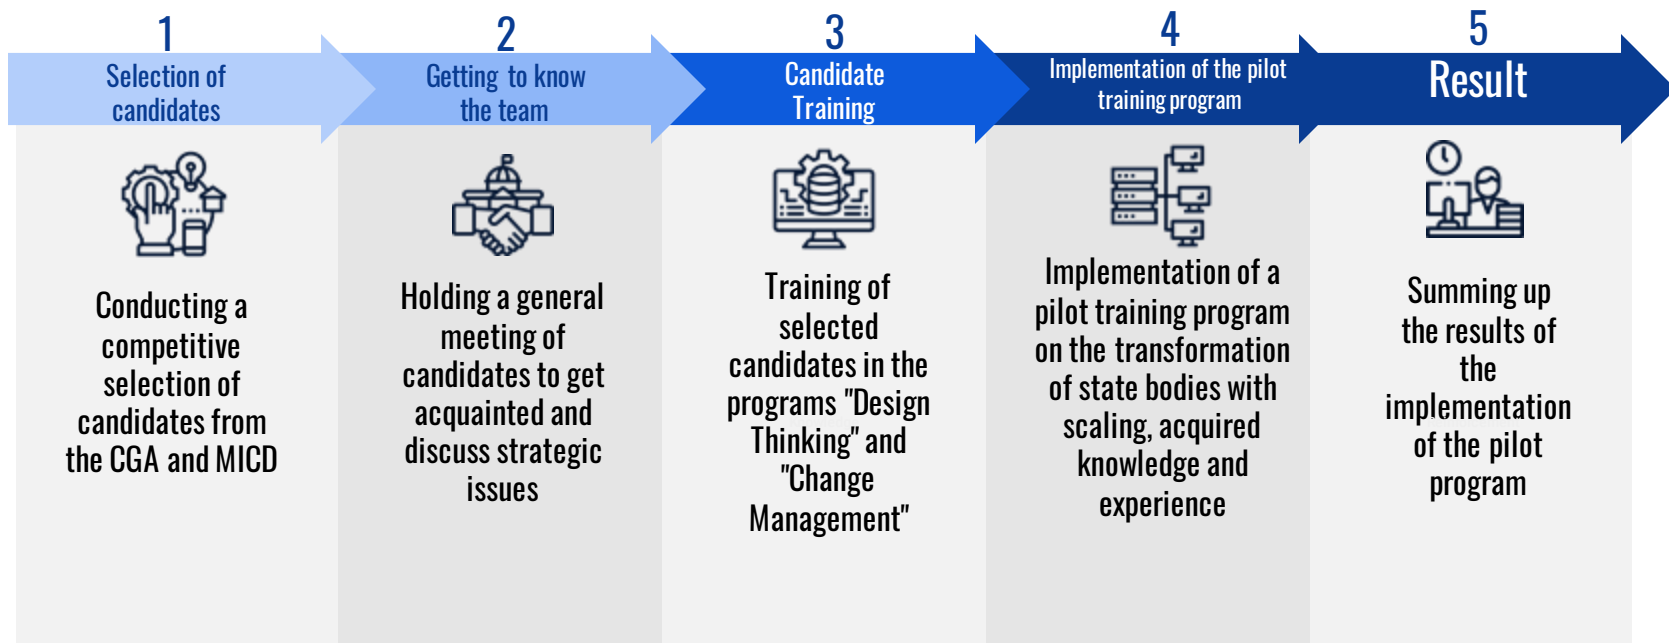 1
Selection of
candidates
Conducting a
competitive
selection of
candidates from
the CGA and MICD
2
Getting to know
the team
Holding a general
meeting of
candidates to get
acquainted and
discuss strategic
issues
3
Candidate
Training
Training of
selected
candidates in the
programs "Design
Thinking" and
"Change
Management"
4
Implementation of the pilot
training program
Implementation of a
pilot training program
on the transformation
of state bodies with
scaling, acquired
knowledge and
experience
5
Result
Summing up
the results of
the
implementation
of the pilot
program